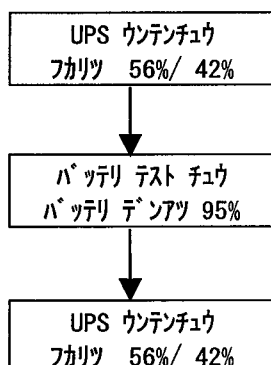 UPS ウンテンチュウ
フカリツ 56%/ 42%
バッテリ テスト チュウ
バッテリ デンアツ 95%
UPS ウンテンチュウ
フカリツ 56%/ 42%